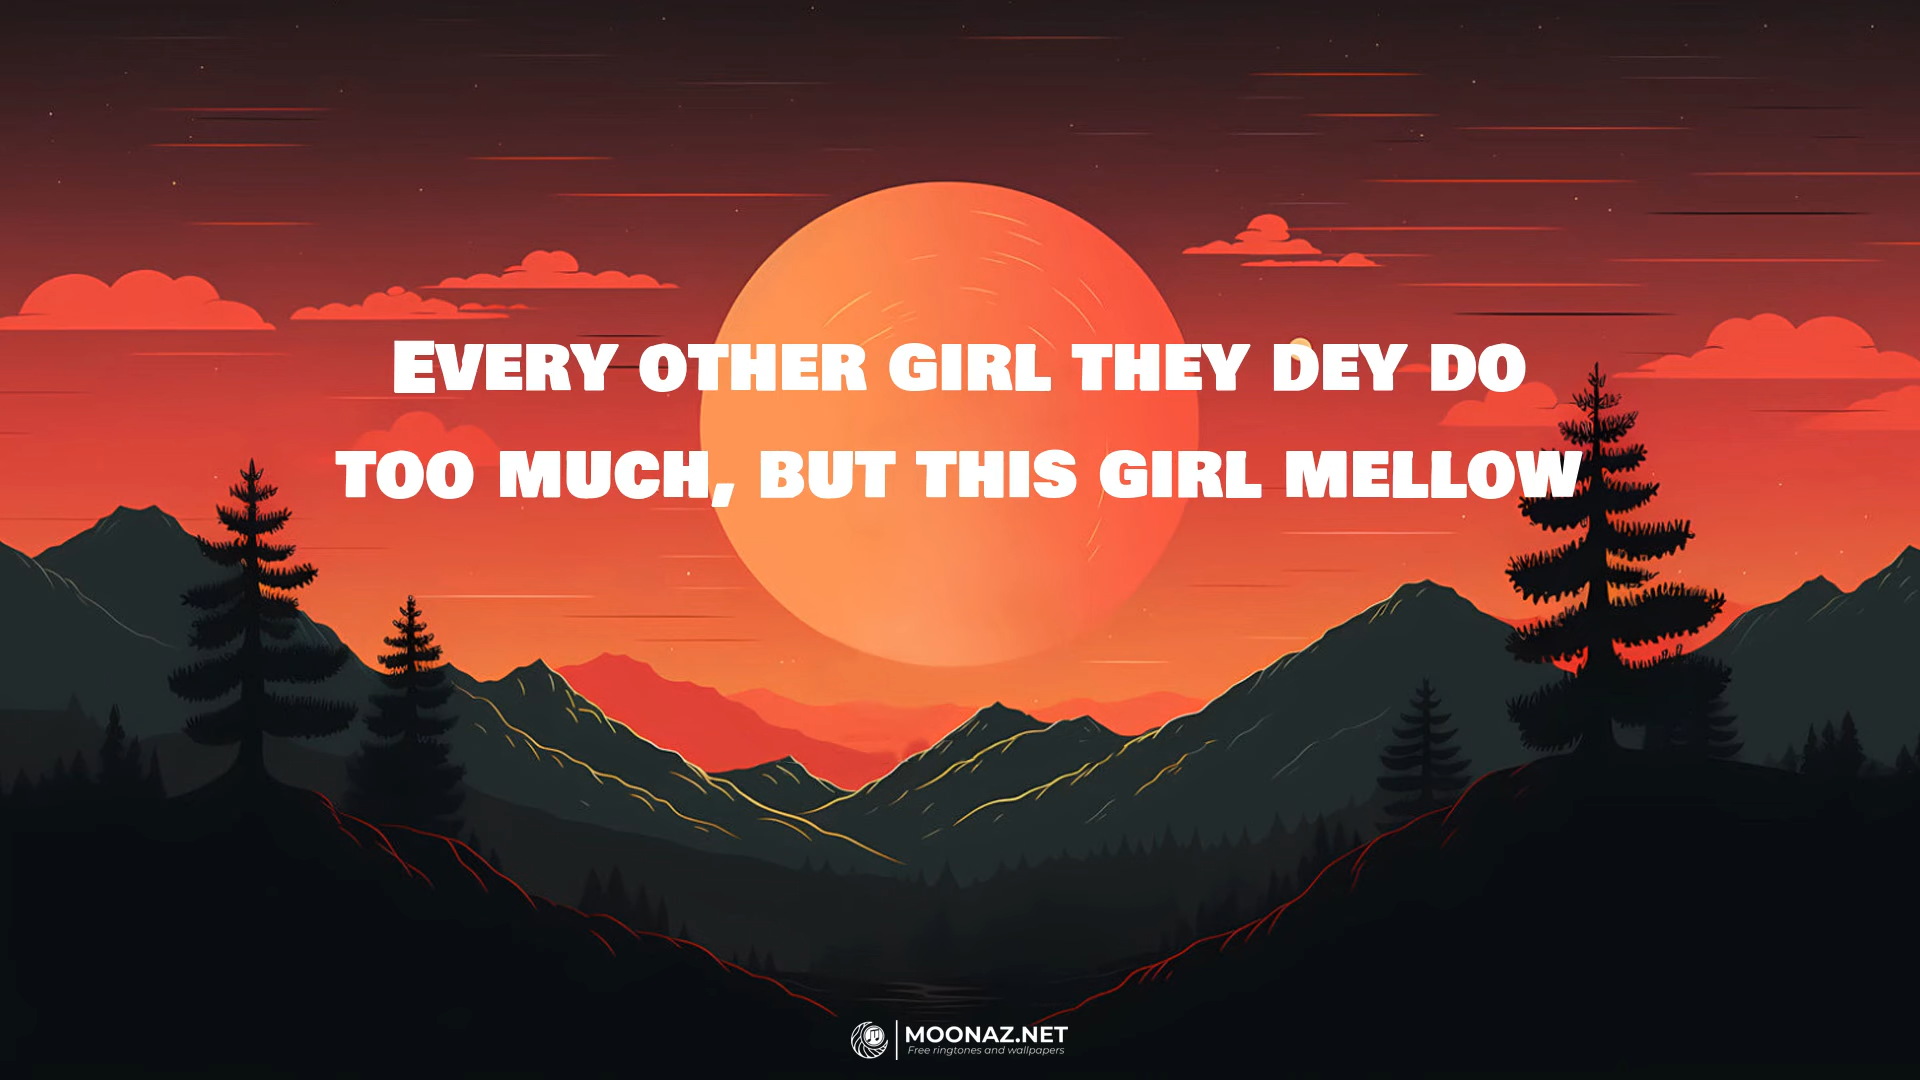 Every other girl they dey do
too much, but this girl mellow
MOONAZ.NET
Free ringtones and wallpapers